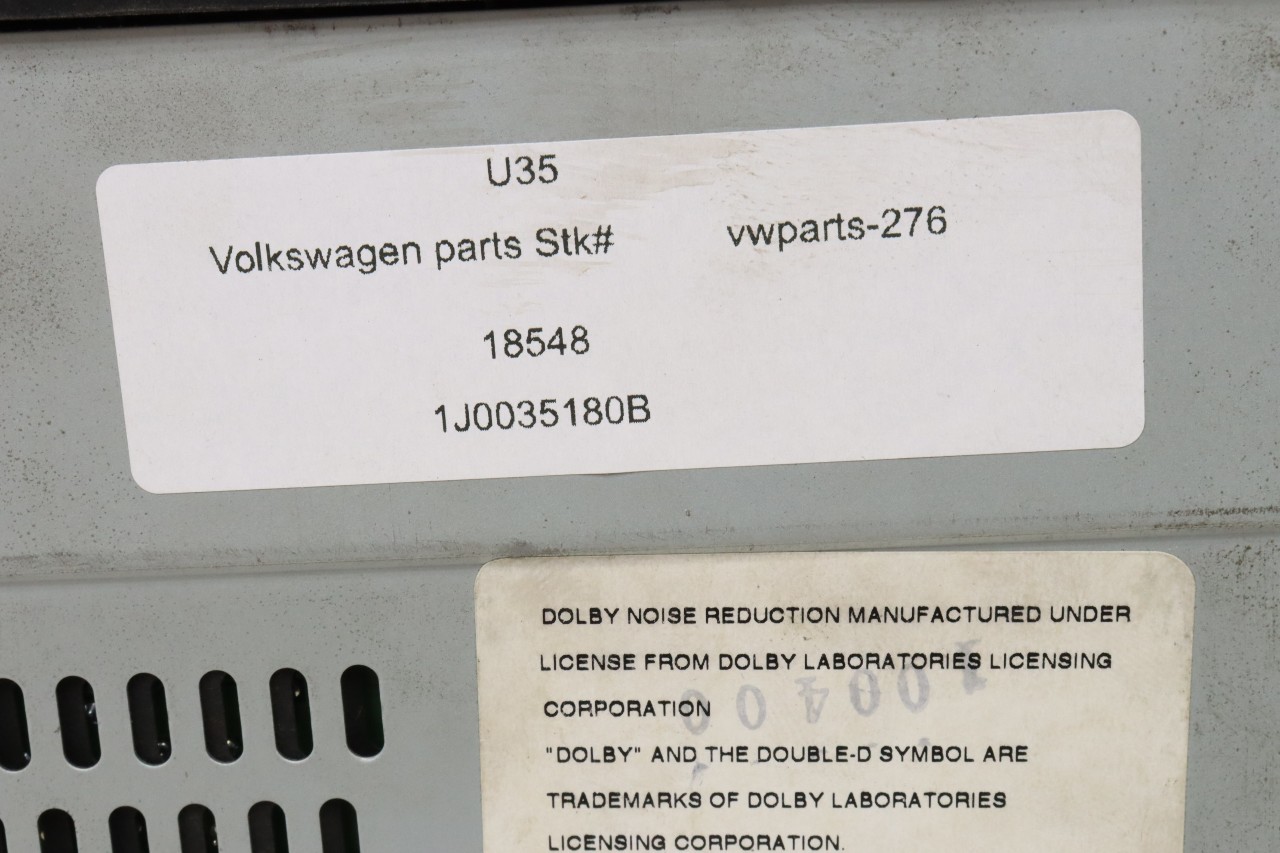 U35
Volkswagen parts Stk# vwparts-276
18548
1J0035180B
DOLBY NOISE REDUCTION MANUFACTURED UNDER
LICENSE FROM DOLBY LABORATORIES LICENSING
CORPORATION
"DOLBY" AND THE DOUBLE-D SYMBOL ARE
TRADEMARKS OF DOLBY LABORATORIES
LICENSING CORPORATION.